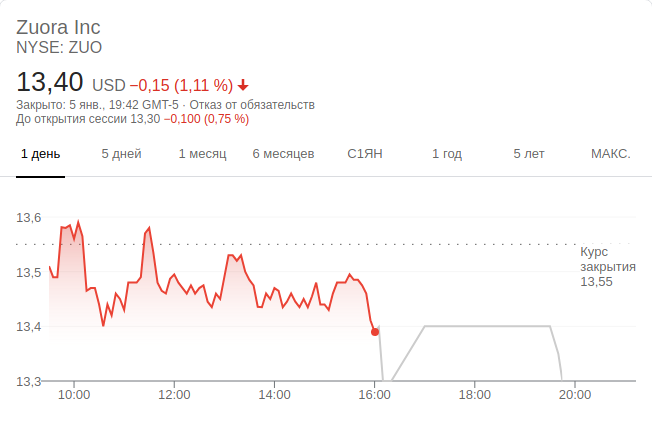 Zuora Inc
NYSE: ZUO
13,40 USD −0,15 (1,11 %)
Закрыто: 5 янв., 19:42 GMT-5 · Отказ от обязательств
До открытия сессии 13,30 −0,100 (0,75 %)
1 день 5 дней 1 месяц 6 месяцев С1ЯН 1 год 5 лет МАКС.
13,6
Курс
закрытия
13,55
13,5
13,4
13,3
10:00 12:00 14:00 16:00 18:00 20:00